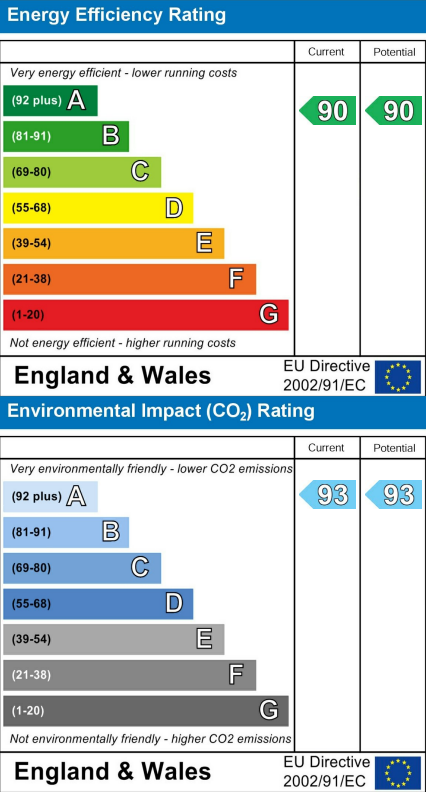 Energy Efficiency Rating
Current Potential
Very energy efficient - lower running costs
(92 plus) A
90 90
(81-91) B
(69-80) C
(55-68) D
(39-54) E
(21-38) F
(1-20) G
Not energy efficient - higher running costs
England & Wales
EU Directive
2002/91/EC
Environmental Impact (CO₂) Rating
Current Potential
Very environmentally friendly - lower CO2 emissions
(92 plus) A
93 93
(81-91) B
(69-80) C
(55-68) D
(39-54) E
(21-38) F
(1-20) G
Not environmentally friendly - higher CO2 emissions
England & Wales
EU Directive
2002/91/EC